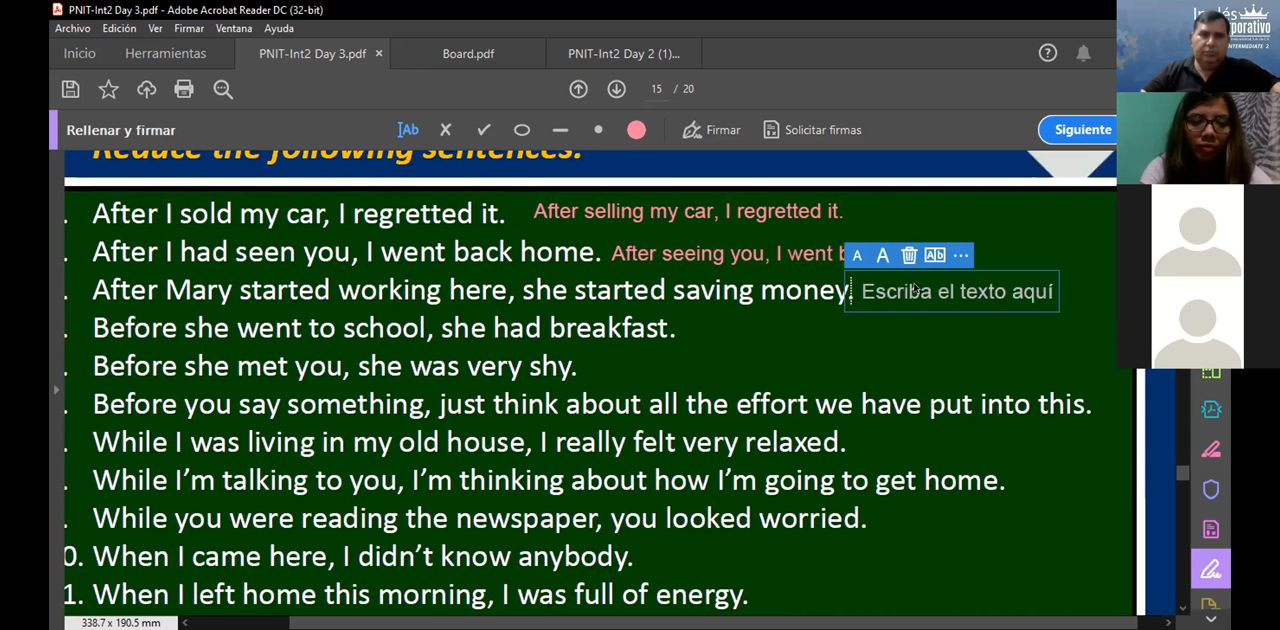 PNIT-Int2 Day 3.pdf - Adobe Acrobat Reader DC (32-bit)
Archivo Edición Ver Firmar Ventana Ayuda
Inicio Herramientas PNIT-Int2 Day 3.pdf × Board.pdf PNIT-Int2 Day 2 (1)...
15 / 20
Rellenar y firmar Ab Firmar Solicitar firmas Siguiente
Reduce the following sentences.
. After I sold my car, I regretted it. After selling my car, I regretted it.
. After I had seen you, I went back home. After seeing you, I went b
A A Ab ...
. After Mary started working here, she started saving money. Escriba el texto aquí
. Before she went to school, she had breakfast.
. Before she met you, she was very shy.
. Before you say something, just think about all the effort we have put into this.
. While I was living in my old house, I really felt very relaxed.
. While I'm talking to you, I'm thinking about how I'm going to get home.
. While you were reading the newspaper, you looked worried.
0. When I came here, I didn't know anybody.
1. When I left home this morning, I was full of energy.
338.7 x 190.5 mm
Inglés
porativo
NTERMEDIATE 2